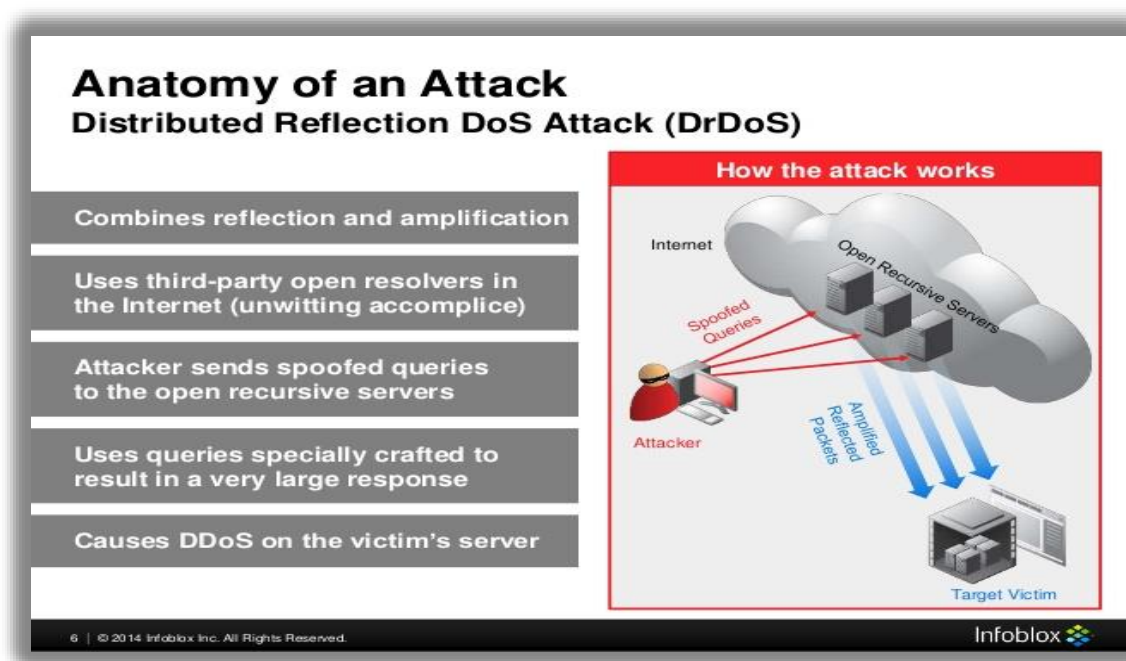 Anatomy of an Attack
Distributed Reflection DoS Attack (DrDoS)
Combines reflection and amplification
Uses third-party open resolvers in
the Internet (unwitting accomplice)
Attacker sends spoofed queries
to the open recursive servers
Uses queries specially crafted to
result in a very large response
Causes DDoS on the victim's server
How the attack works
Internet
Open Recursive Servers
Spoofed
Queries
Attacker
Amplified
Reflected
Packets
Target Victim
6 | © 2014 Infoblox Inc. All Rights Reserved.
Infoblox